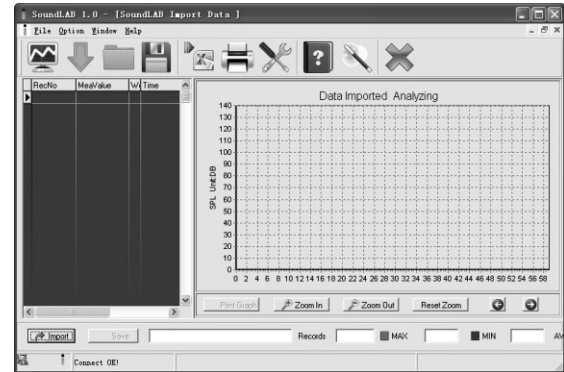 SoundLAB 1.0 - [SoundLAB Import Data ]
File Option Window Help
?
RecNo MeaValue W Time
Data Imported Analyzing
SPL Unit:DB
140
130
120
110
100
90
80
70
60
50
40
30
20
10
0
0 2 4 6 8 10 12 14 16 18 20 22 24 26 28 30 32 34 36 38 40 42 44 46 48 50 52 54 56 58
Print Graph Zoom In Zoom Out Reset Zoom
Import Save Records MAX MIN AV
Connect OK!